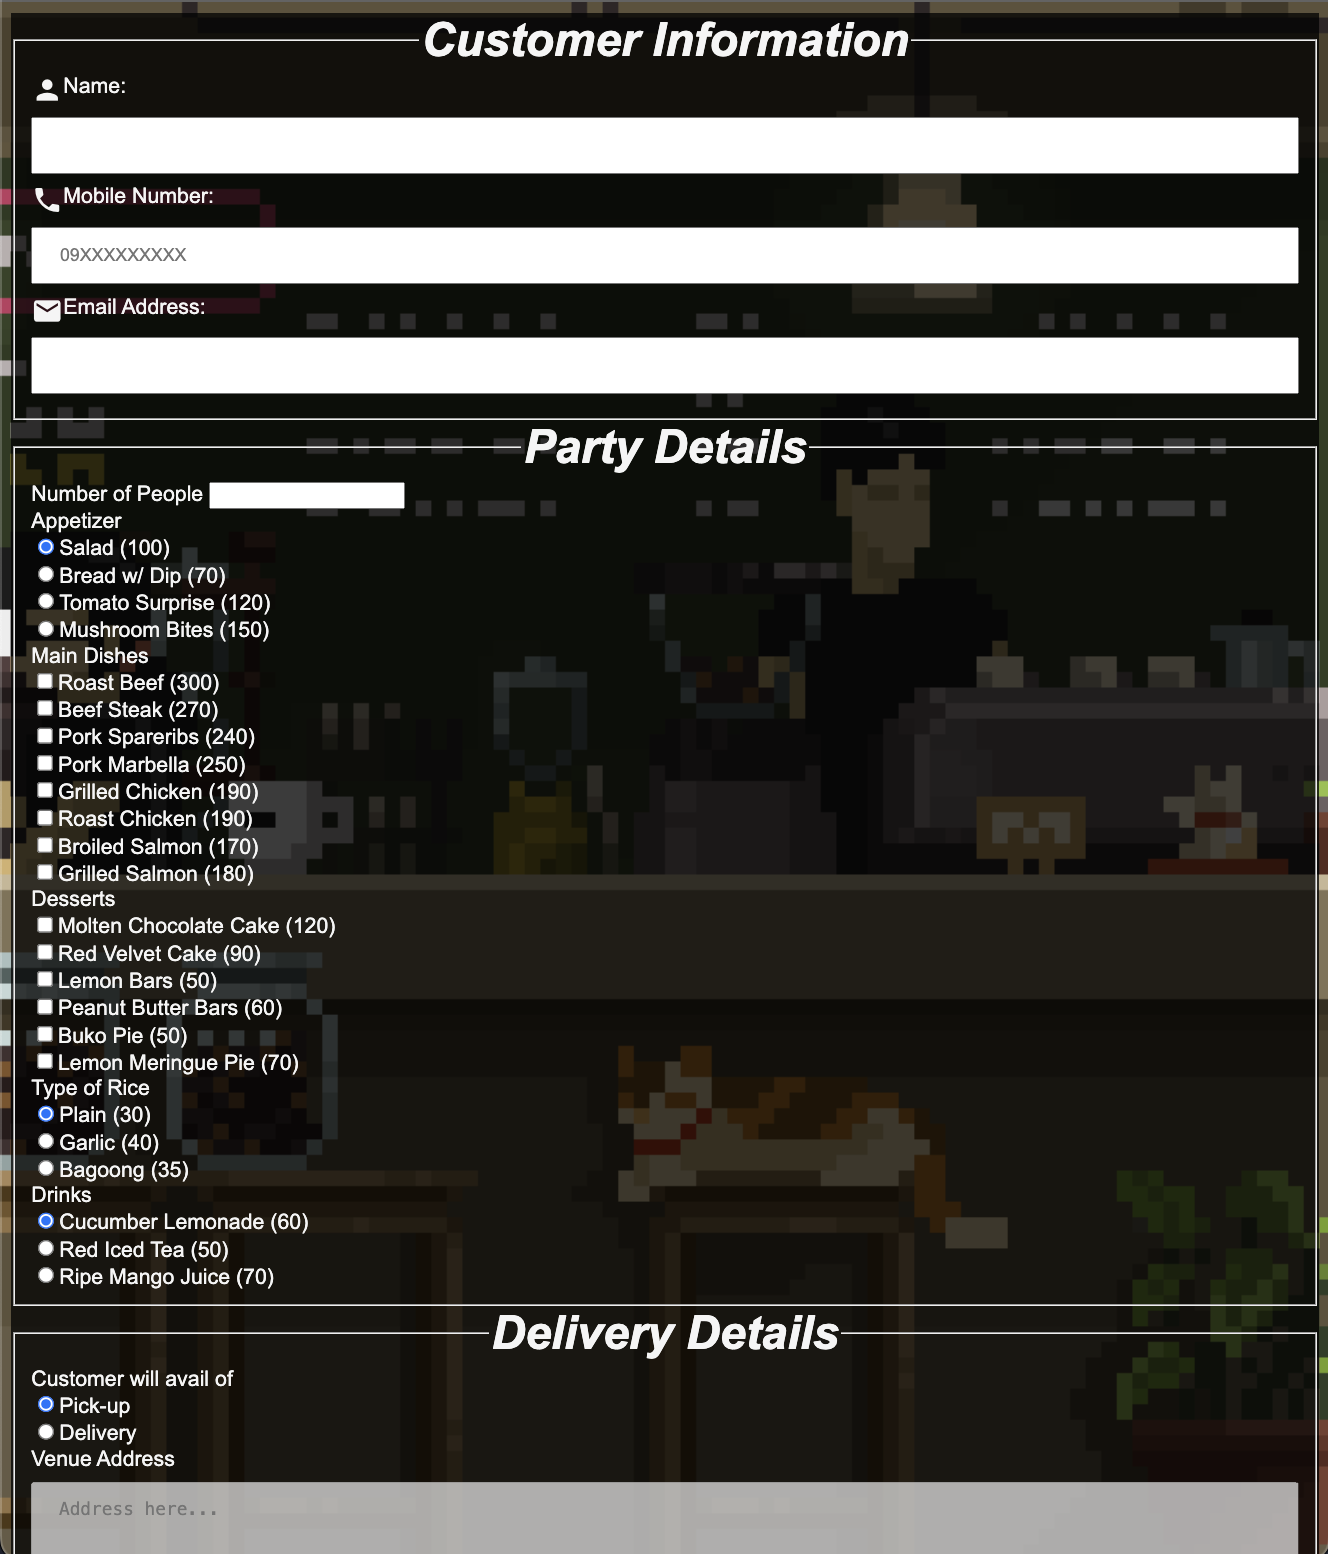 Customer Information
Name:
Mobile Number:
09XXXXXXXXX
Email Address:
Party Details
Number of People
Appetizer
Salad (100)
Bread w/ Dip (70)
Tomato Surprise (120)
Mushroom Bites (150)
Main Dishes
Roast Beef (300)
Beef Steak (270)
Pork Spareribs (240)
Pork Marbella (250)
Grilled Chicken (190)
Roast Chicken (190)
Broiled Salmon (170)
Grilled Salmon (180)
Desserts
Molten Chocolate Cake (120)
Red Velvet Cake (90)
Lemon Bars (50)
Peanut Butter Bars (60)
Buko Pie (50)
Lemon Meringue Pie (70)
Type of Rice
Plain (30)
Garlic (40)
Bagoong (35)
Drinks
Cucumber Lemonade (60)
Red Iced Tea (50)
Ripe Mango Juice (70)
Delivery Details
Customer will avail of
Pick-up
Delivery
Venue Address
Address here...